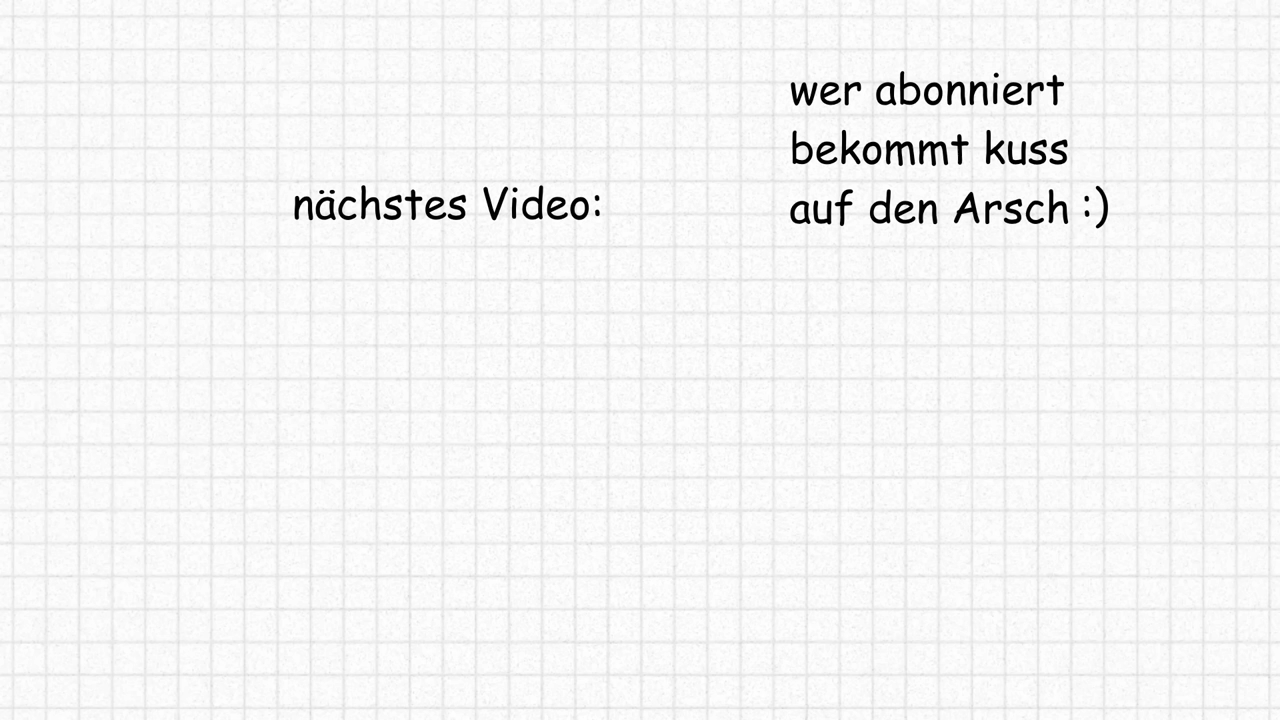 nächstes Video:
wer abonniert
bekommt kuss
auf den Arsch :)